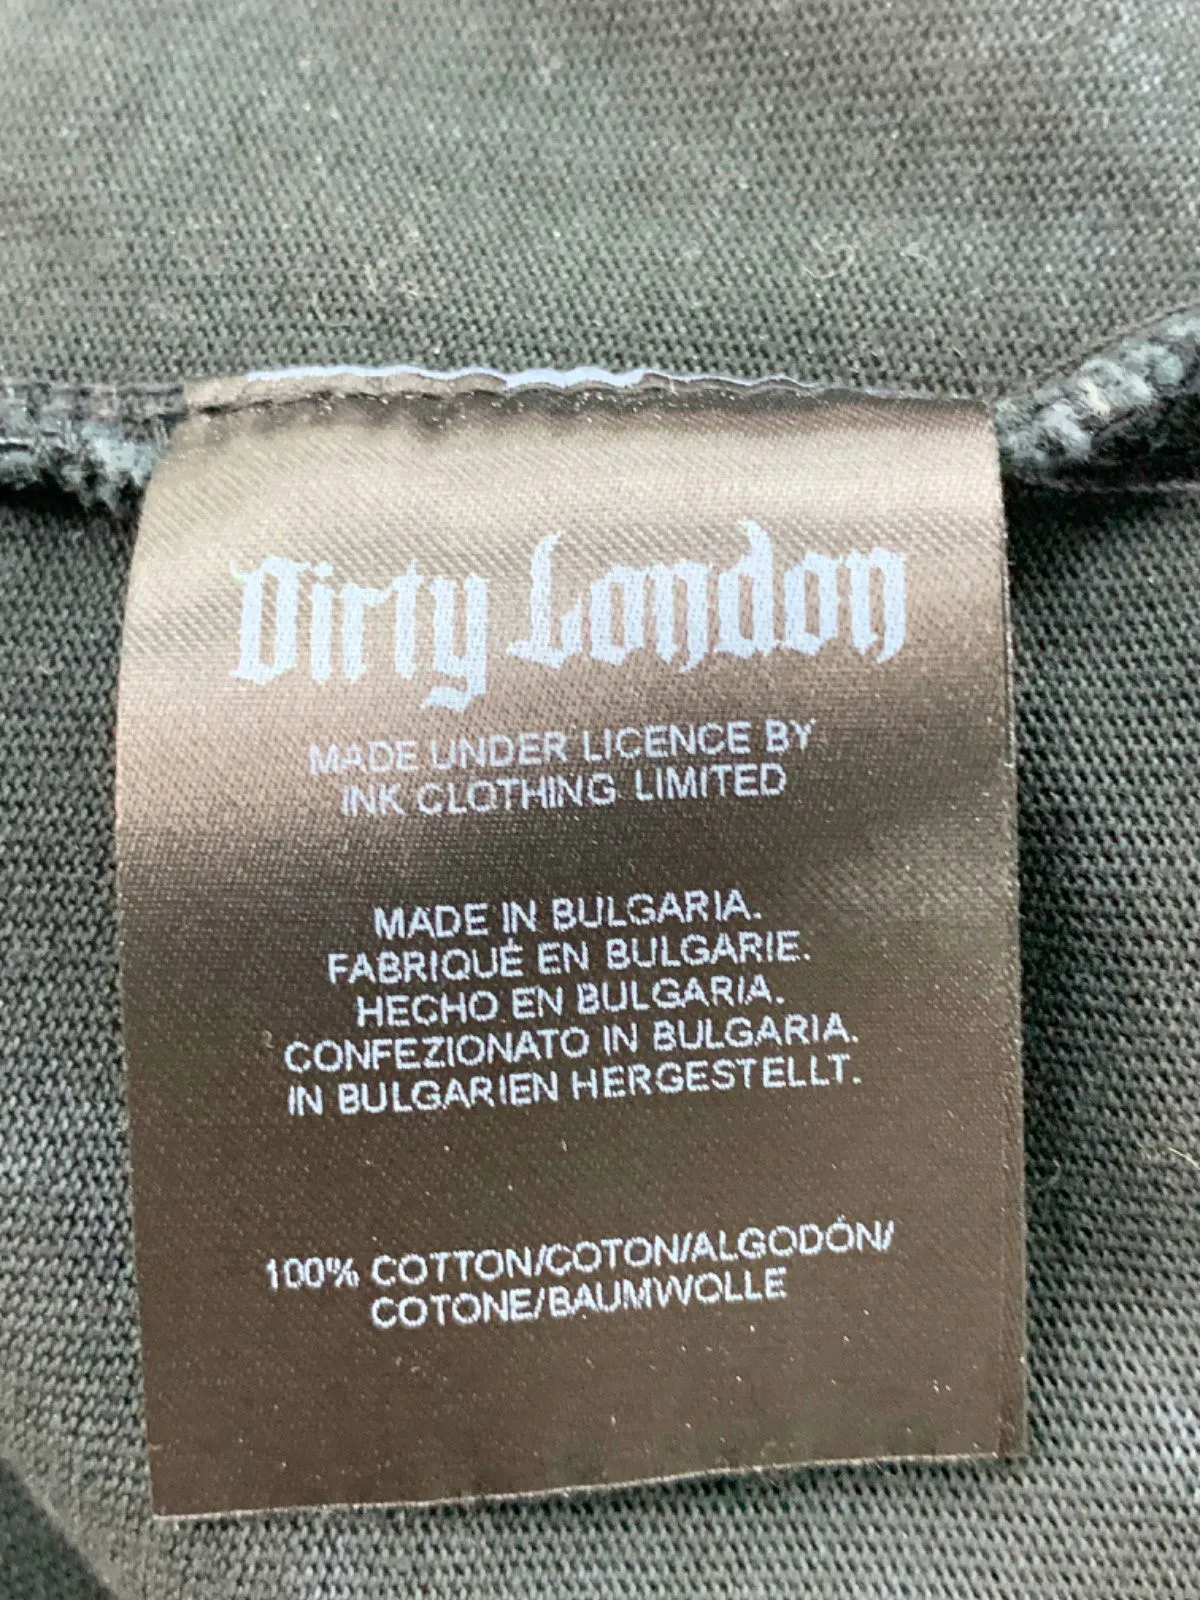 Dirty London
MADE UNDER LICENCE BY
INK CLOTHING LIMITED
MADE IN BULGARIA.
FABRIQUÉ EN BULGARIE.
HECHO EN BULGARIA.
CONFEZIONATO IN BULGARIA.
IN BULGARIEN HERGESTELLT.
100% COTTON/COTON/ALGODÓN/
COTONE/BAUMWOLLE